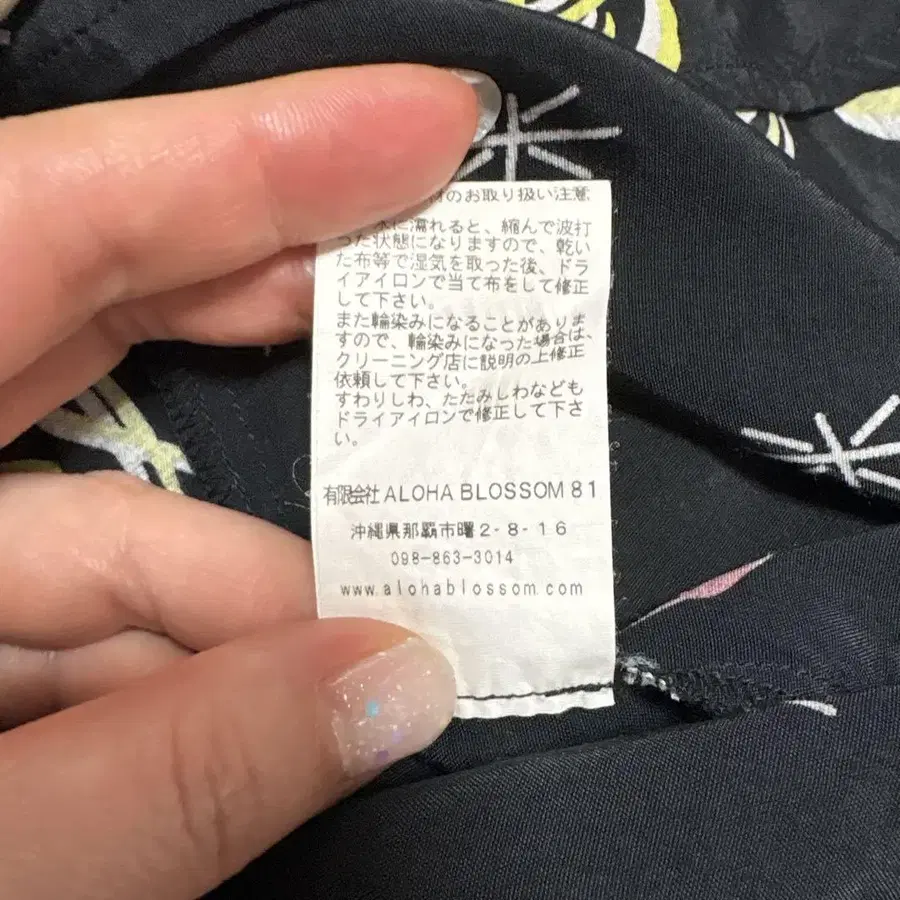 材のお取り扱い注意
水に濡れると、縮んで波打
った状態になりますので、乾い
た布等で湿気を取った後、ドラ
イアイロンで当て布をして修正
して下さい。
また輪染みになることがありま
すので、輪染みになった場合は、
クリーニング店に説明の上修正
依頼して下さい。
すわりしわ、たたみしわなども
ドライアイロンで修正して下さ
い。
有限会社 ALOHA BLOSSOM 81
沖縄県那覇市曙2-8-16
098-863-3014
www.alohablossom.com